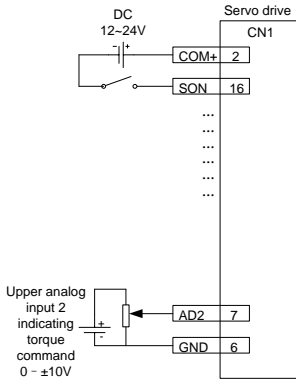 Servo drive
DC
12~24V
CN1
- +
COM+ 2
SON 16
...
...
...
...
...
...
Upper analog
input 2
indicating
torque
command
0 - ±10V
+
-
AD2 7
GND 6